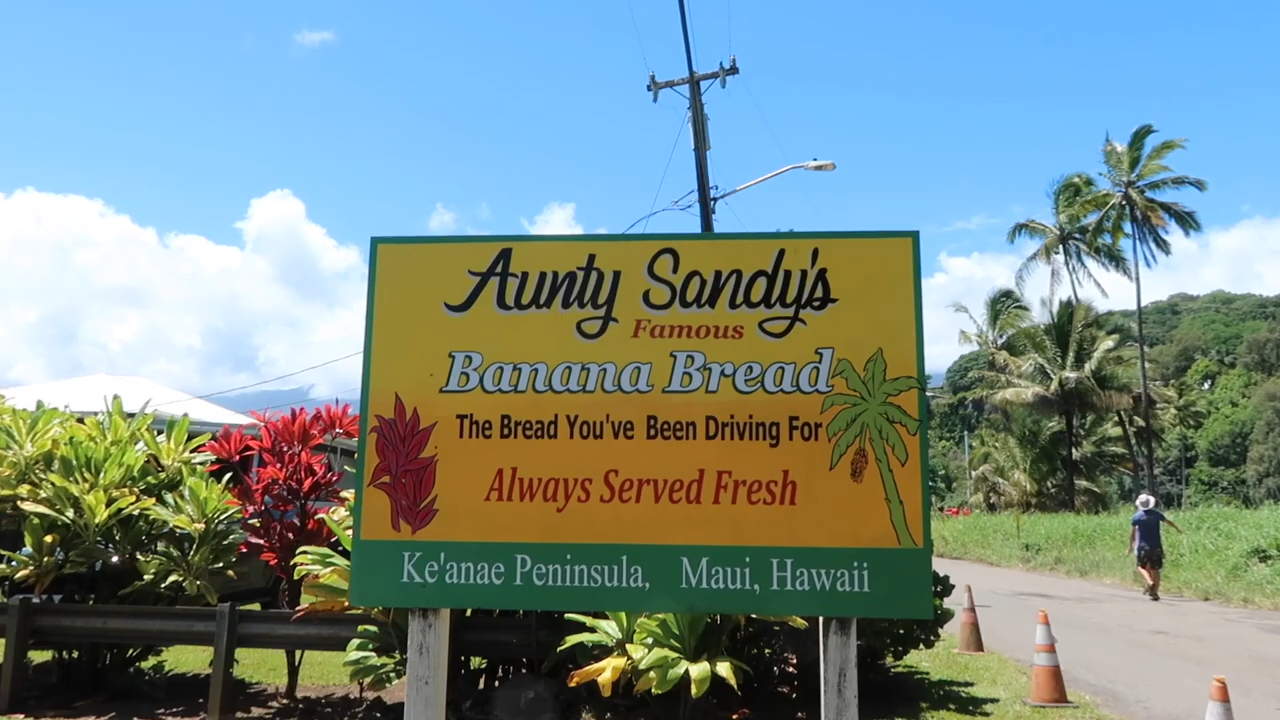 Aunty Sandy's
Famous
Banana Bread
The Bread You've Been Driving For
Always Served Fresh
Ke'anae Peninsula, Maui, Hawaii